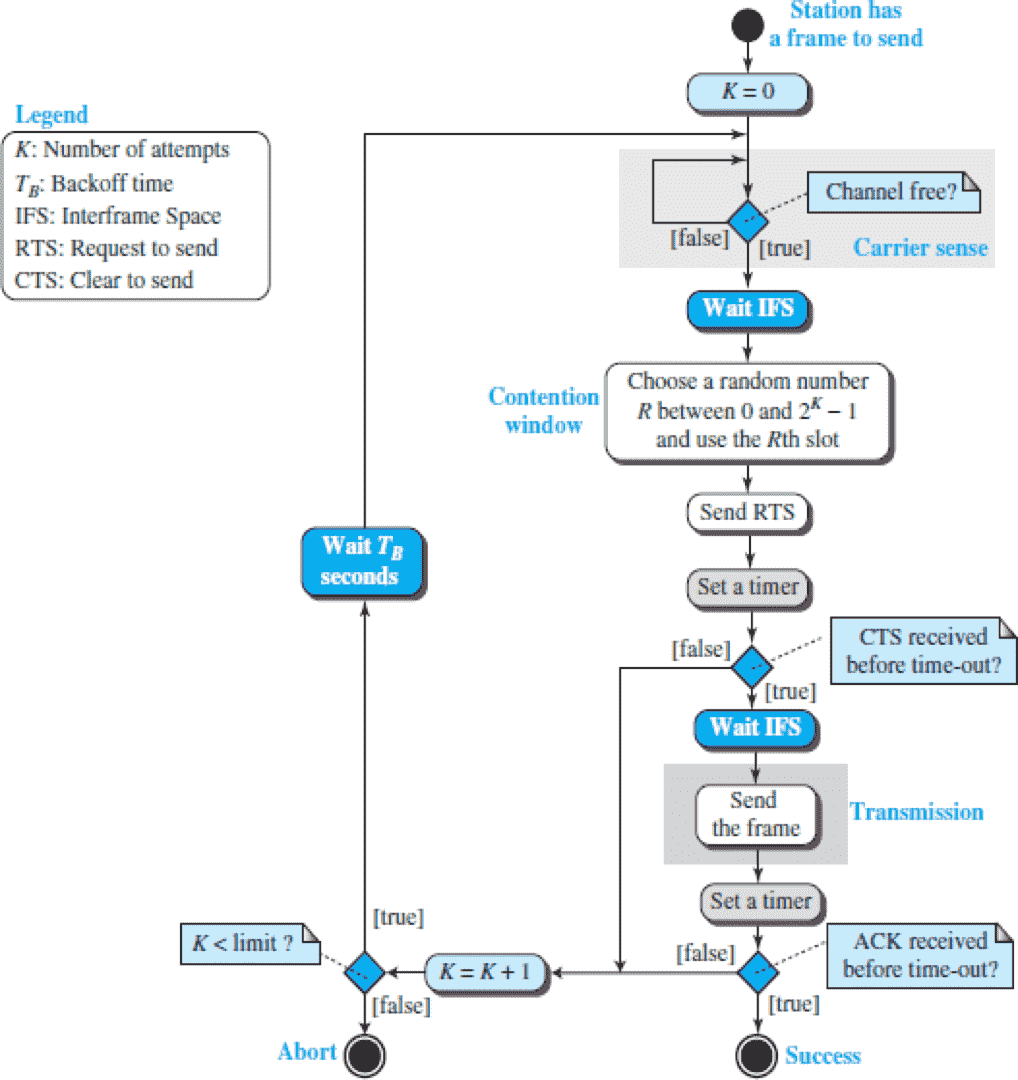 Station has
a frame to send
K = 0
Legend
K: Number of attempts
T_B: Backoff time
IFS: Interframe Space
RTS: Request to send
CTS: Clear to send
Channel free?
[false]
[true]
Carrier sense
Wait IFS
Contention
window
Choose a random number
R between 0 and 2^K – 1
and use the Rth slot
Send RTS
Wait T_B
seconds
Set a timer
CTS received
before time-out?
[false]
[true]
Wait IFS
Send
the frame
Transmission
Set a timer
[true]
K < limit ?
K = K + 1
[false]
ACK received
before time-out?
[false]
[true]
Abort
Success